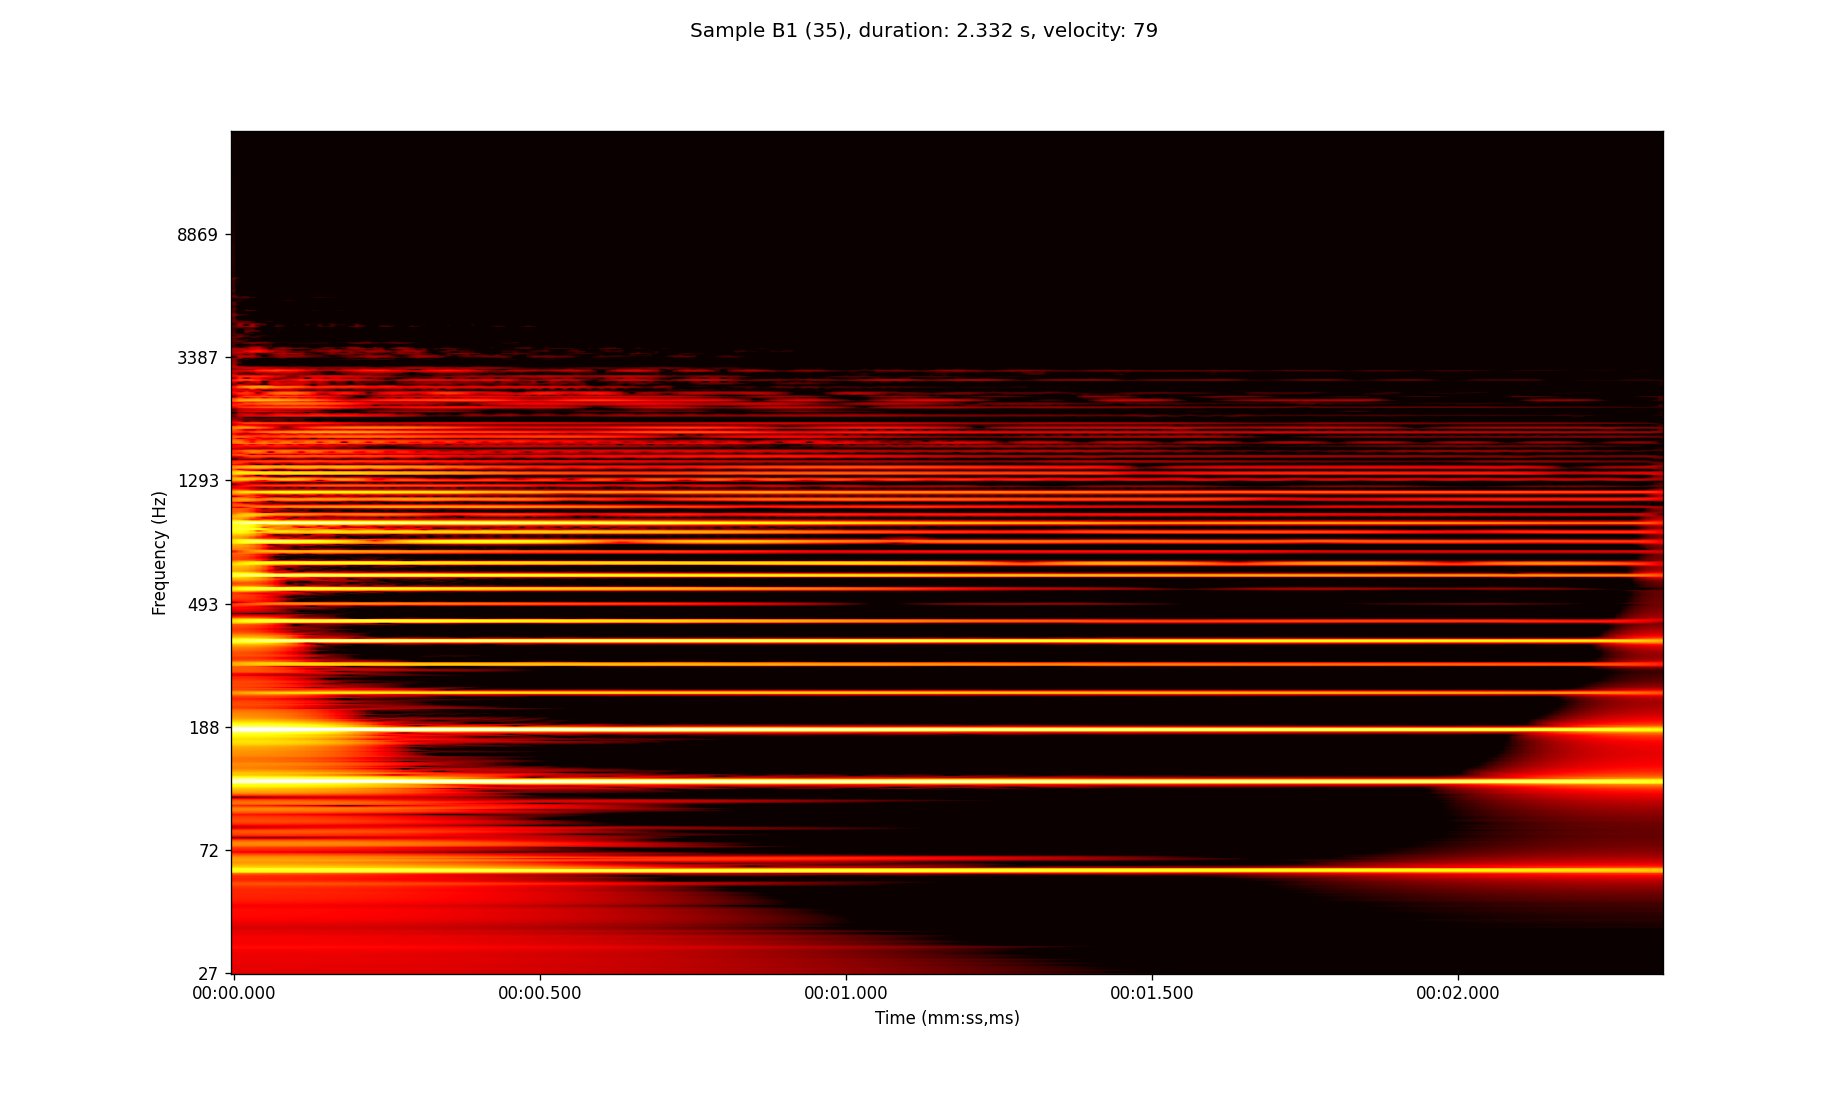 Sample B1 (35), duration: 2.332 s, velocity: 79
8869
3387
1293
493
188
72
27
Frequency (Hz)
00:00.000 00:00.500 00:01.000 00:01.500 00:02.000
Time (mm:ss,ms)